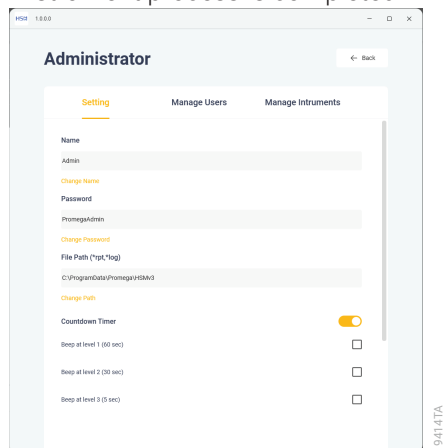 HSM 1.0.0.0
Administrator
← Back
Setting Manage Users Manage Intruments
Name
Admin
Change Name
Password
PromegaAdmin
Change Password
File Path (*rpt,*log)
C:\ProgramData\Promega\HSMv3
Change Path
Countdown Timer
Beep at level 1 (60 sec)
Beep at level 2 (30 sec)
Beep at level 3 (5 sec)
9414TA